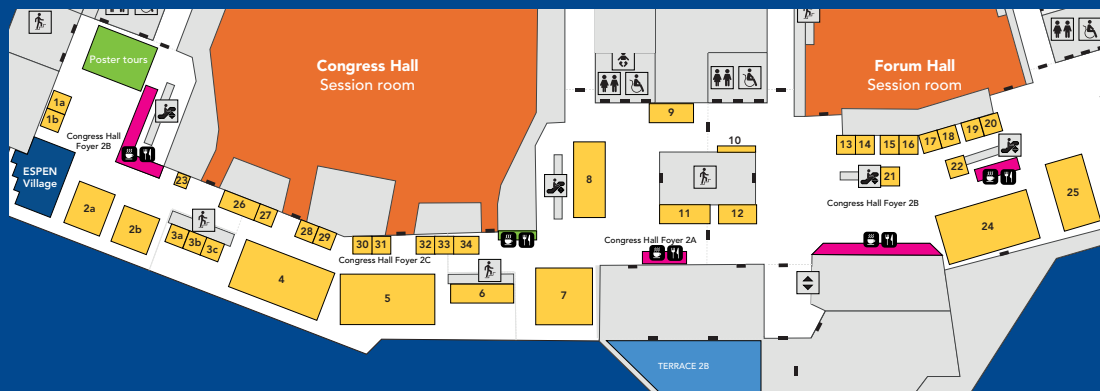 Poster tours
Congress Hall
Session room
Forum Hall
Session room
1a
1b
Congress Hall
Foyer 2B
ESPEN
Village
2a
2b
23
3a
3b
3c
26
27
28
29
30
31
32
33
34
Congress Hall Foyer 2C
4
5
6
7
8
9
10
11
12
Congress Hall Foyer 2A
13
14
15
16
17
18
19
20
21
22
Congress Hall Foyer 2B
24
25
TERRACE 2B